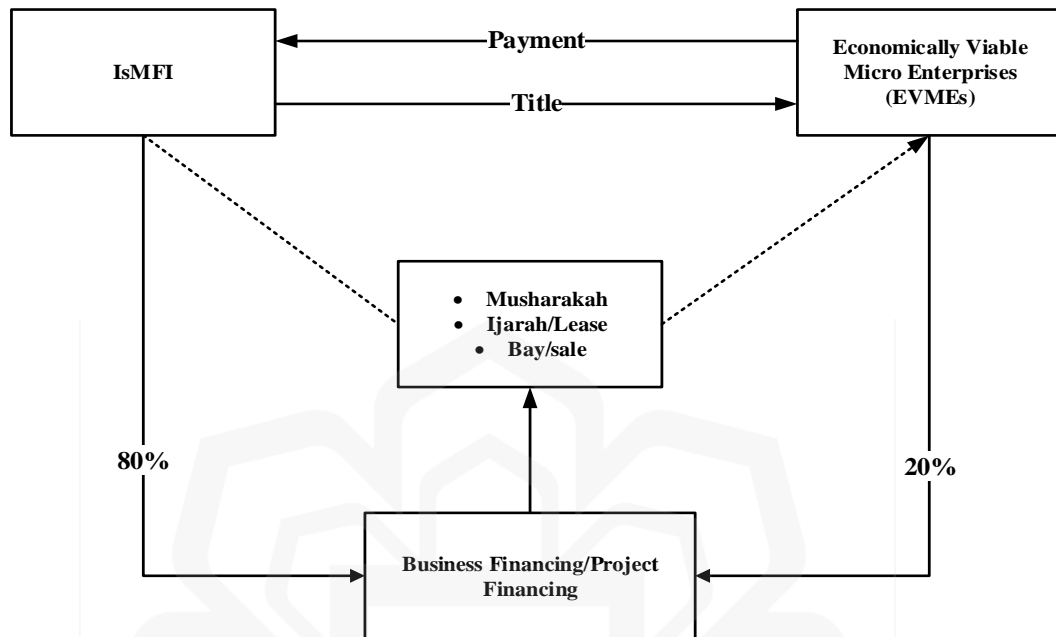 Payment
IsMFI
Economically Viable
Micro Enterprises
(EVMEs)
Title
• Musharakah
• Ijarah/Lease
• Bay/sale
80%
20%
Business Financing/Project
Financing